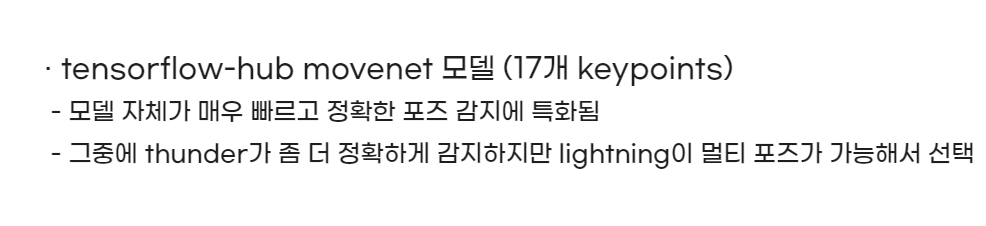 · tensorflow-hub movenet 모델 (17개 keypoints)
- 모델 자체가 매우 빠르고 정확한 포즈 감지에 특화됨
- 그중에 thunder가 좀 더 정확하게 감지하지만 lightning이 멀티 포즈가 가능해서 선택